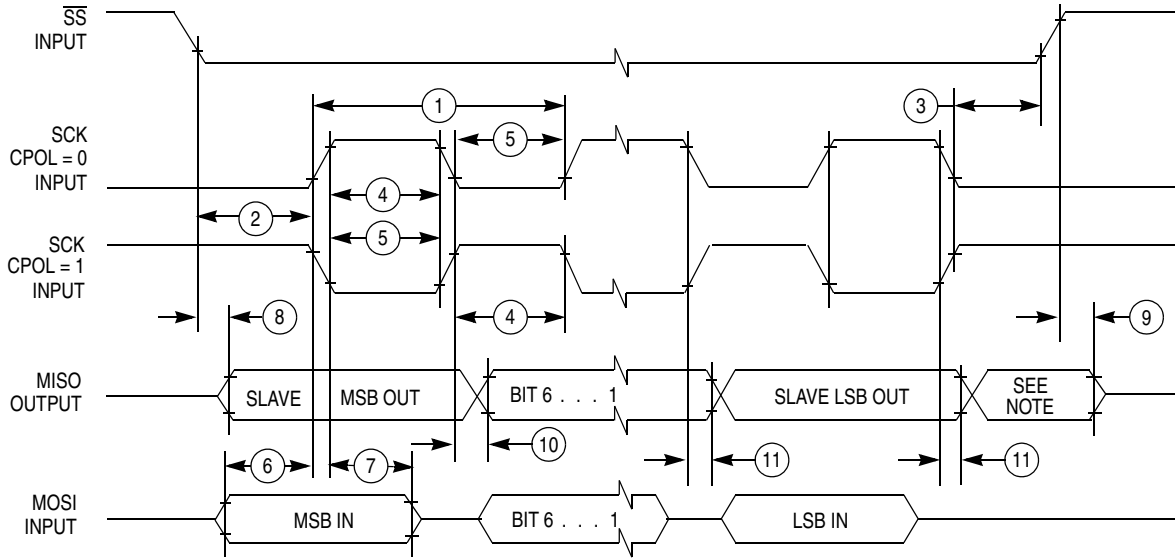 SS
INPUT
1
3
SCK
CPOL = 0
INPUT
5
4
2
SCK
CPOL = 1
INPUT
5
4
8
9
MISO
OUTPUT
SLAVE MSB OUT
BIT 6 . . . 1
SLAVE LSB OUT
SEE
NOTE
10
11
11
6
7
MOSI
INPUT
MSB IN
BIT 6 . . . 1
LSB IN